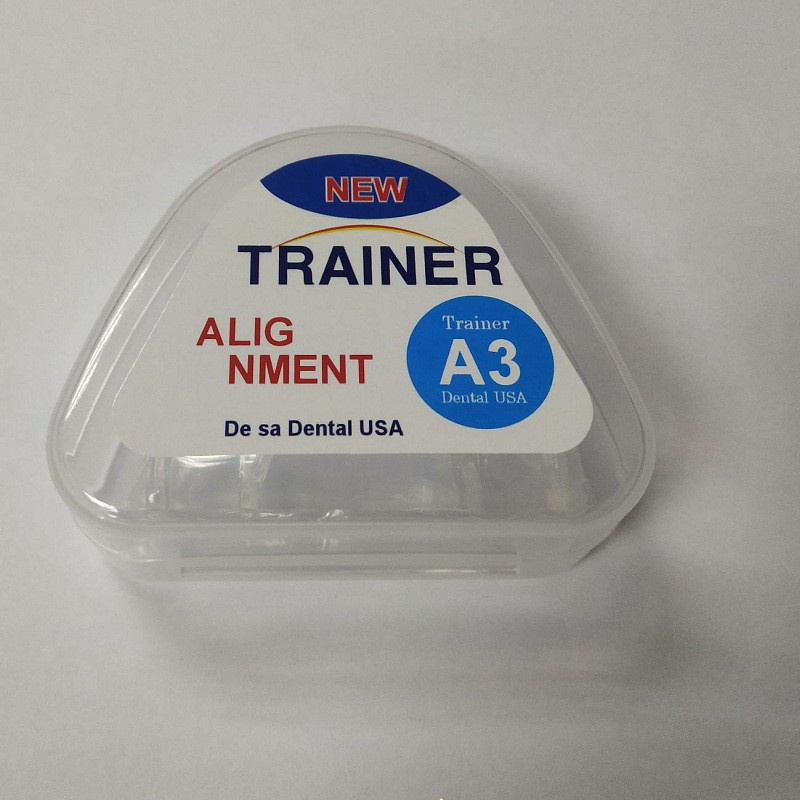 NEW
TRAINER
ALIG
NMENT
Trainer
A3
Dental USA
De sa Dental USA